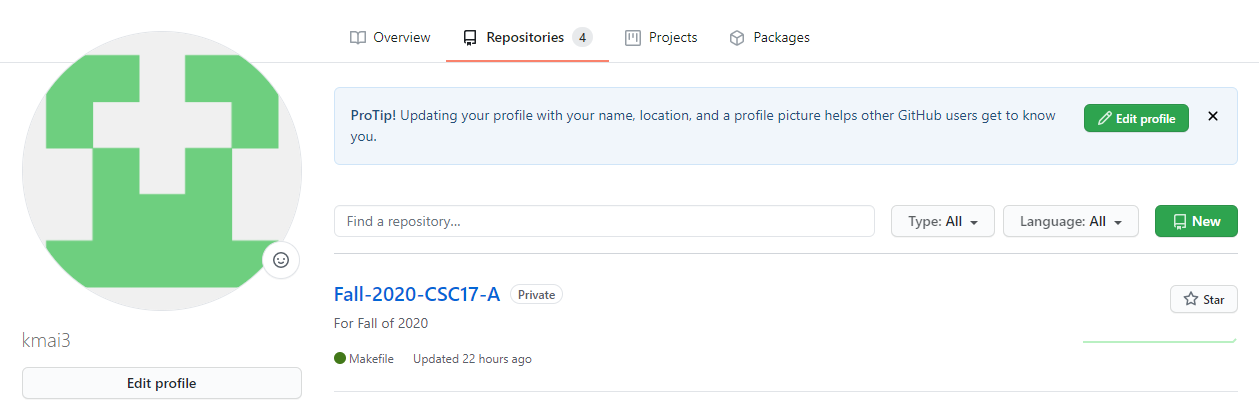 Overview Repositories 4 Projects Packages
ProTip! Updating your profile with your name, location, and a profile picture helps other GitHub users get to know
you.
Edit profile
Find a repository...
Type: All
Language: All
New
Fall-2020-CSC17-A Private
Star
For Fall of 2020
Makefile Updated 22 hours ago
kmai3
Edit profile